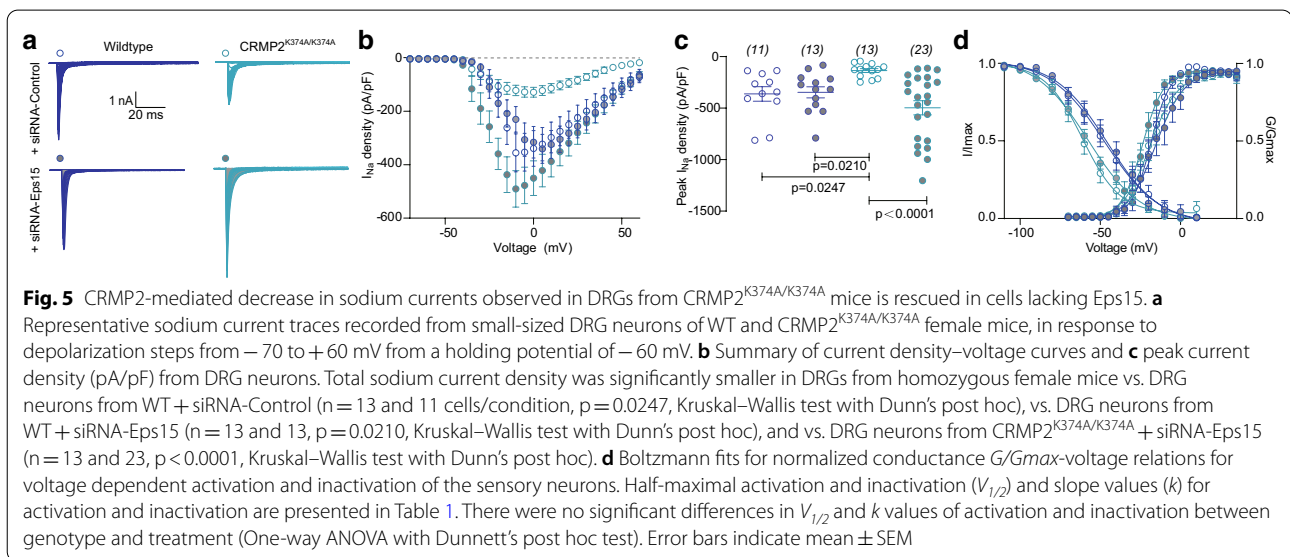 a
b
c
d
Wildtype
CRMP2K374A/K374A
+ siRNA-Control
+ siRNA-Eps15
1 nA
20 ms
0
-200
-400
-600
INa density (pA/pF)
-50 0 50
Voltage (mV)
(11) (13) (13) (23)
0
-500
-1000
-1500
Peak INa density (pA/pF)
p=0.0210
p=0.0247
p<0.0001
1.0
0.5
0.0
I/Imax
1.0
0.5
0.0
G/Gmax
-100 -50 0
Voltage (mV)
Fig. 5 CRMP2-mediated decrease in sodium currents observed in DRGs from CRMP2K374A/K374A mice is rescued in cells lacking Eps15. a
Representative sodium current traces recorded from small-sized DRG neurons of WT and CRMP2K374A/K374A female mice, in response to
depolarization steps from − 70 to + 60 mV from a holding potential of − 60 mV. b Summary of current density–voltage curves and c peak current
density (pA/pF) from DRG neurons. Total sodium current density was significantly smaller in DRGs from homozygous female mice vs. DRG
neurons from WT + siRNA-Control (n = 13 and 11 cells/condition, p = 0.0247, Kruskal–Wallis test with Dunn's post hoc), vs. DRG neurons from
WT + siRNA-Eps15 (n = 13 and 13, p = 0.0210, Kruskal–Wallis test with Dunn's post hoc), and vs. DRG neurons from CRMP2K374A/K374A + siRNA-Eps15
(n = 13 and 23, p < 0.0001, Kruskal–Wallis test with Dunn's post hoc). d Boltzmann fits for normalized conductance G/Gmax-voltage relations for
voltage dependent activation and inactivation of the sensory neurons. Half-maximal activation and inactivation (V1/2) and slope values (k) for
activation and inactivation are presented in Table 1. There were no significant differences in V1/2 and k values of activation and inactivation between
genotype and treatment (One-way ANOVA with Dunnett's post hoc test). Error bars indicate mean ± SEM